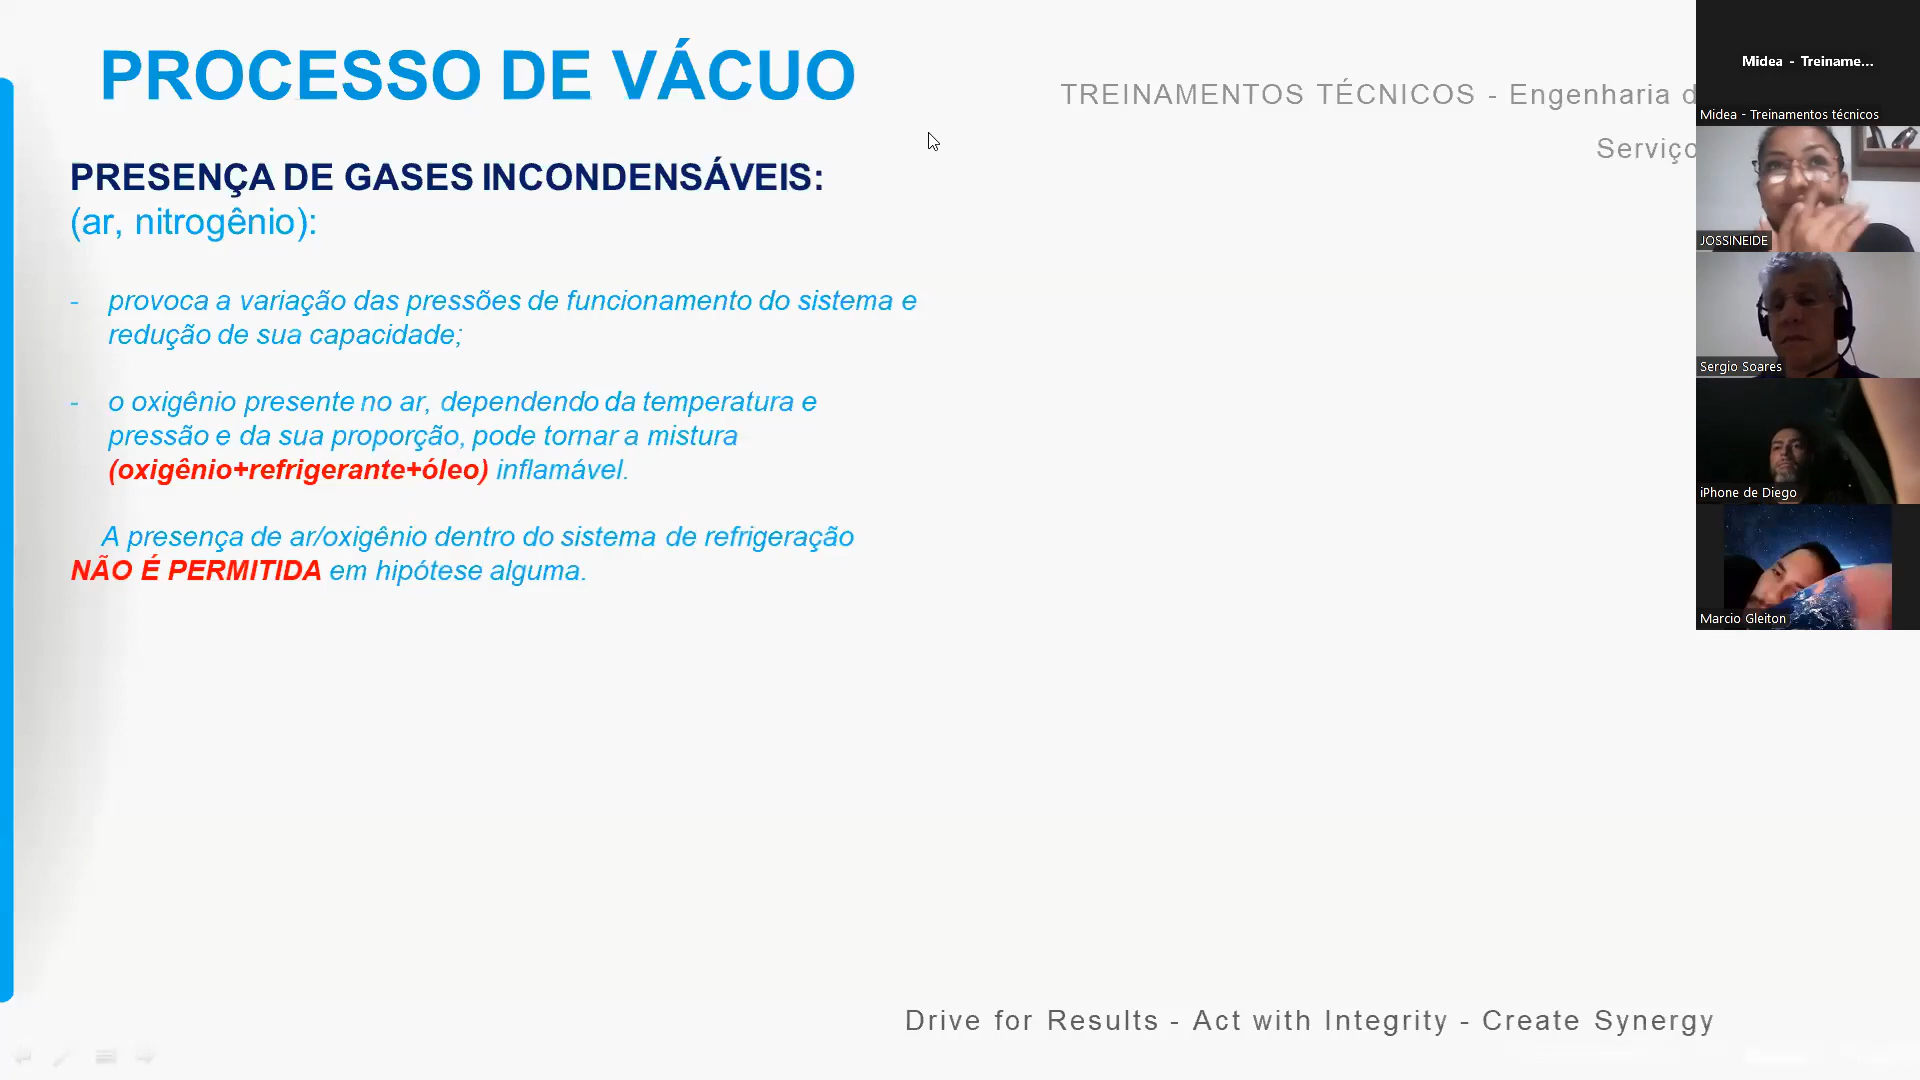 PROCESSO DE VÁCUO
TREINAMENTOS TÉCNICOS - Engenharia d
Serviço
PRESENÇA DE GASES INCONDENSÁVEIS:
(ar, nitrogênio):
- provoca a variação das pressões de funcionamento do sistema e
redução de sua capacidade;
- o oxigênio presente no ar, dependendo da temperatura e
pressão e da sua proporção, pode tornar a mistura
(oxigênio+refrigerante+óleo) inflamável.
A presença de ar/oxigênio dentro do sistema de refrigeração
NÃO É PERMITIDA em hipótese alguma.
Drive for Results - Act with Integrity - Create Synergy
Midea - Treiname...
Midea - Treinamentos técnicos
JOSSINEIDE
Sergio Soares
iPhone de Diego
Marcio Gleiton